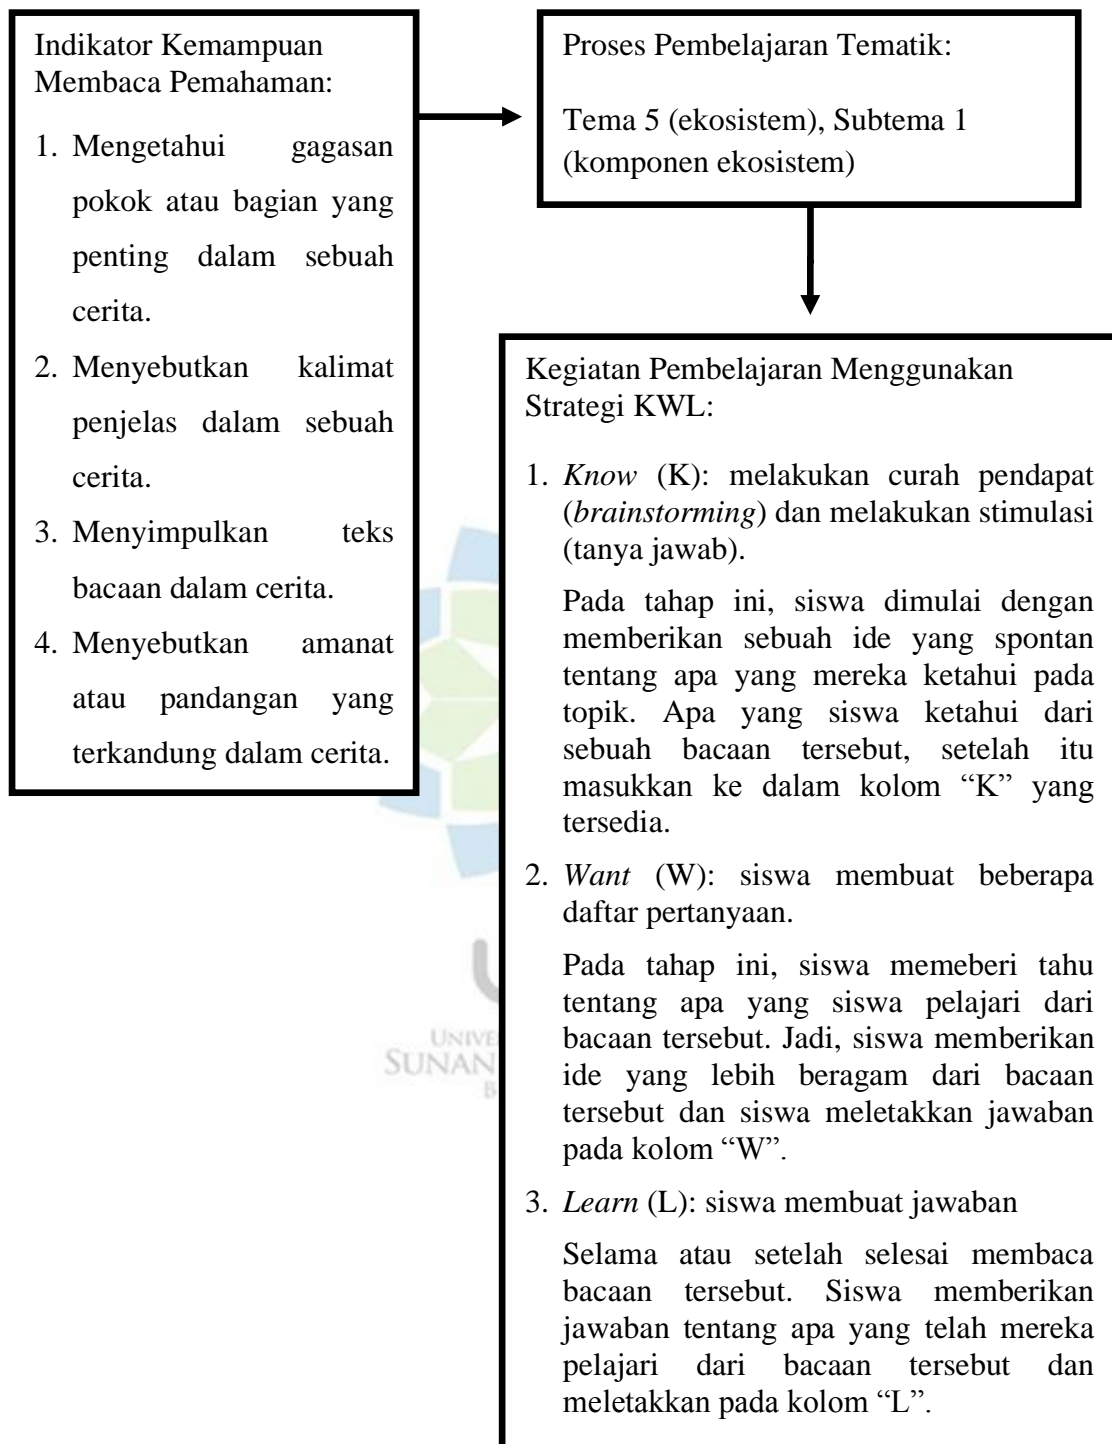 Indikator Kemampuan
Membaca Pemahaman:
1. Mengetahui gagasan
pokok atau bagian yang
penting dalam sebuah
cerita.
2. Menyebutkan kalimat
penjelas dalam sebuah
cerita.
3. Menyimpulkan teks
bacaan dalam cerita.
4. Menyebutkan amanat
atau pandangan yang
terkandung dalam cerita.
Proses Pembelajaran Tematik:
Tema 5 (ekosistem), Subtema 1
(komponen ekosistem)
Kegiatan Pembelajaran Menggunakan
Strategi KWL:
1. Know (K): melakukan curah pendapat
(brainstorming) dan melakukan stimulasi
(tanya jawab).
Pada tahap ini, siswa dimulai dengan
memberikan sebuah ide yang spontan
tentang apa yang mereka ketahui pada
topik. Apa yang siswa ketahui dari
sebuah bacaan tersebut, setelah itu
masukkan ke dalam kolom “K” yang
tersedia.
2. Want (W): siswa membuat beberapa
daftar pertanyaan.
Pada tahap ini, siswa memeberi tahu
tentang apa yang siswa pelajari dari
bacaan tersebut. Jadi, siswa memberikan
ide yang lebih beragam dari bacaan
tersebut dan siswa meletakkan jawaban
pada kolom “W”.
3. Learn (L): siswa membuat jawaban
Selama atau setelah selesai membaca
bacaan tersebut. Siswa memberikan
jawaban tentang apa yang telah mereka
pelajari dari bacaan tersebut dan
meletakkan pada kolom “L”.
SUNAN